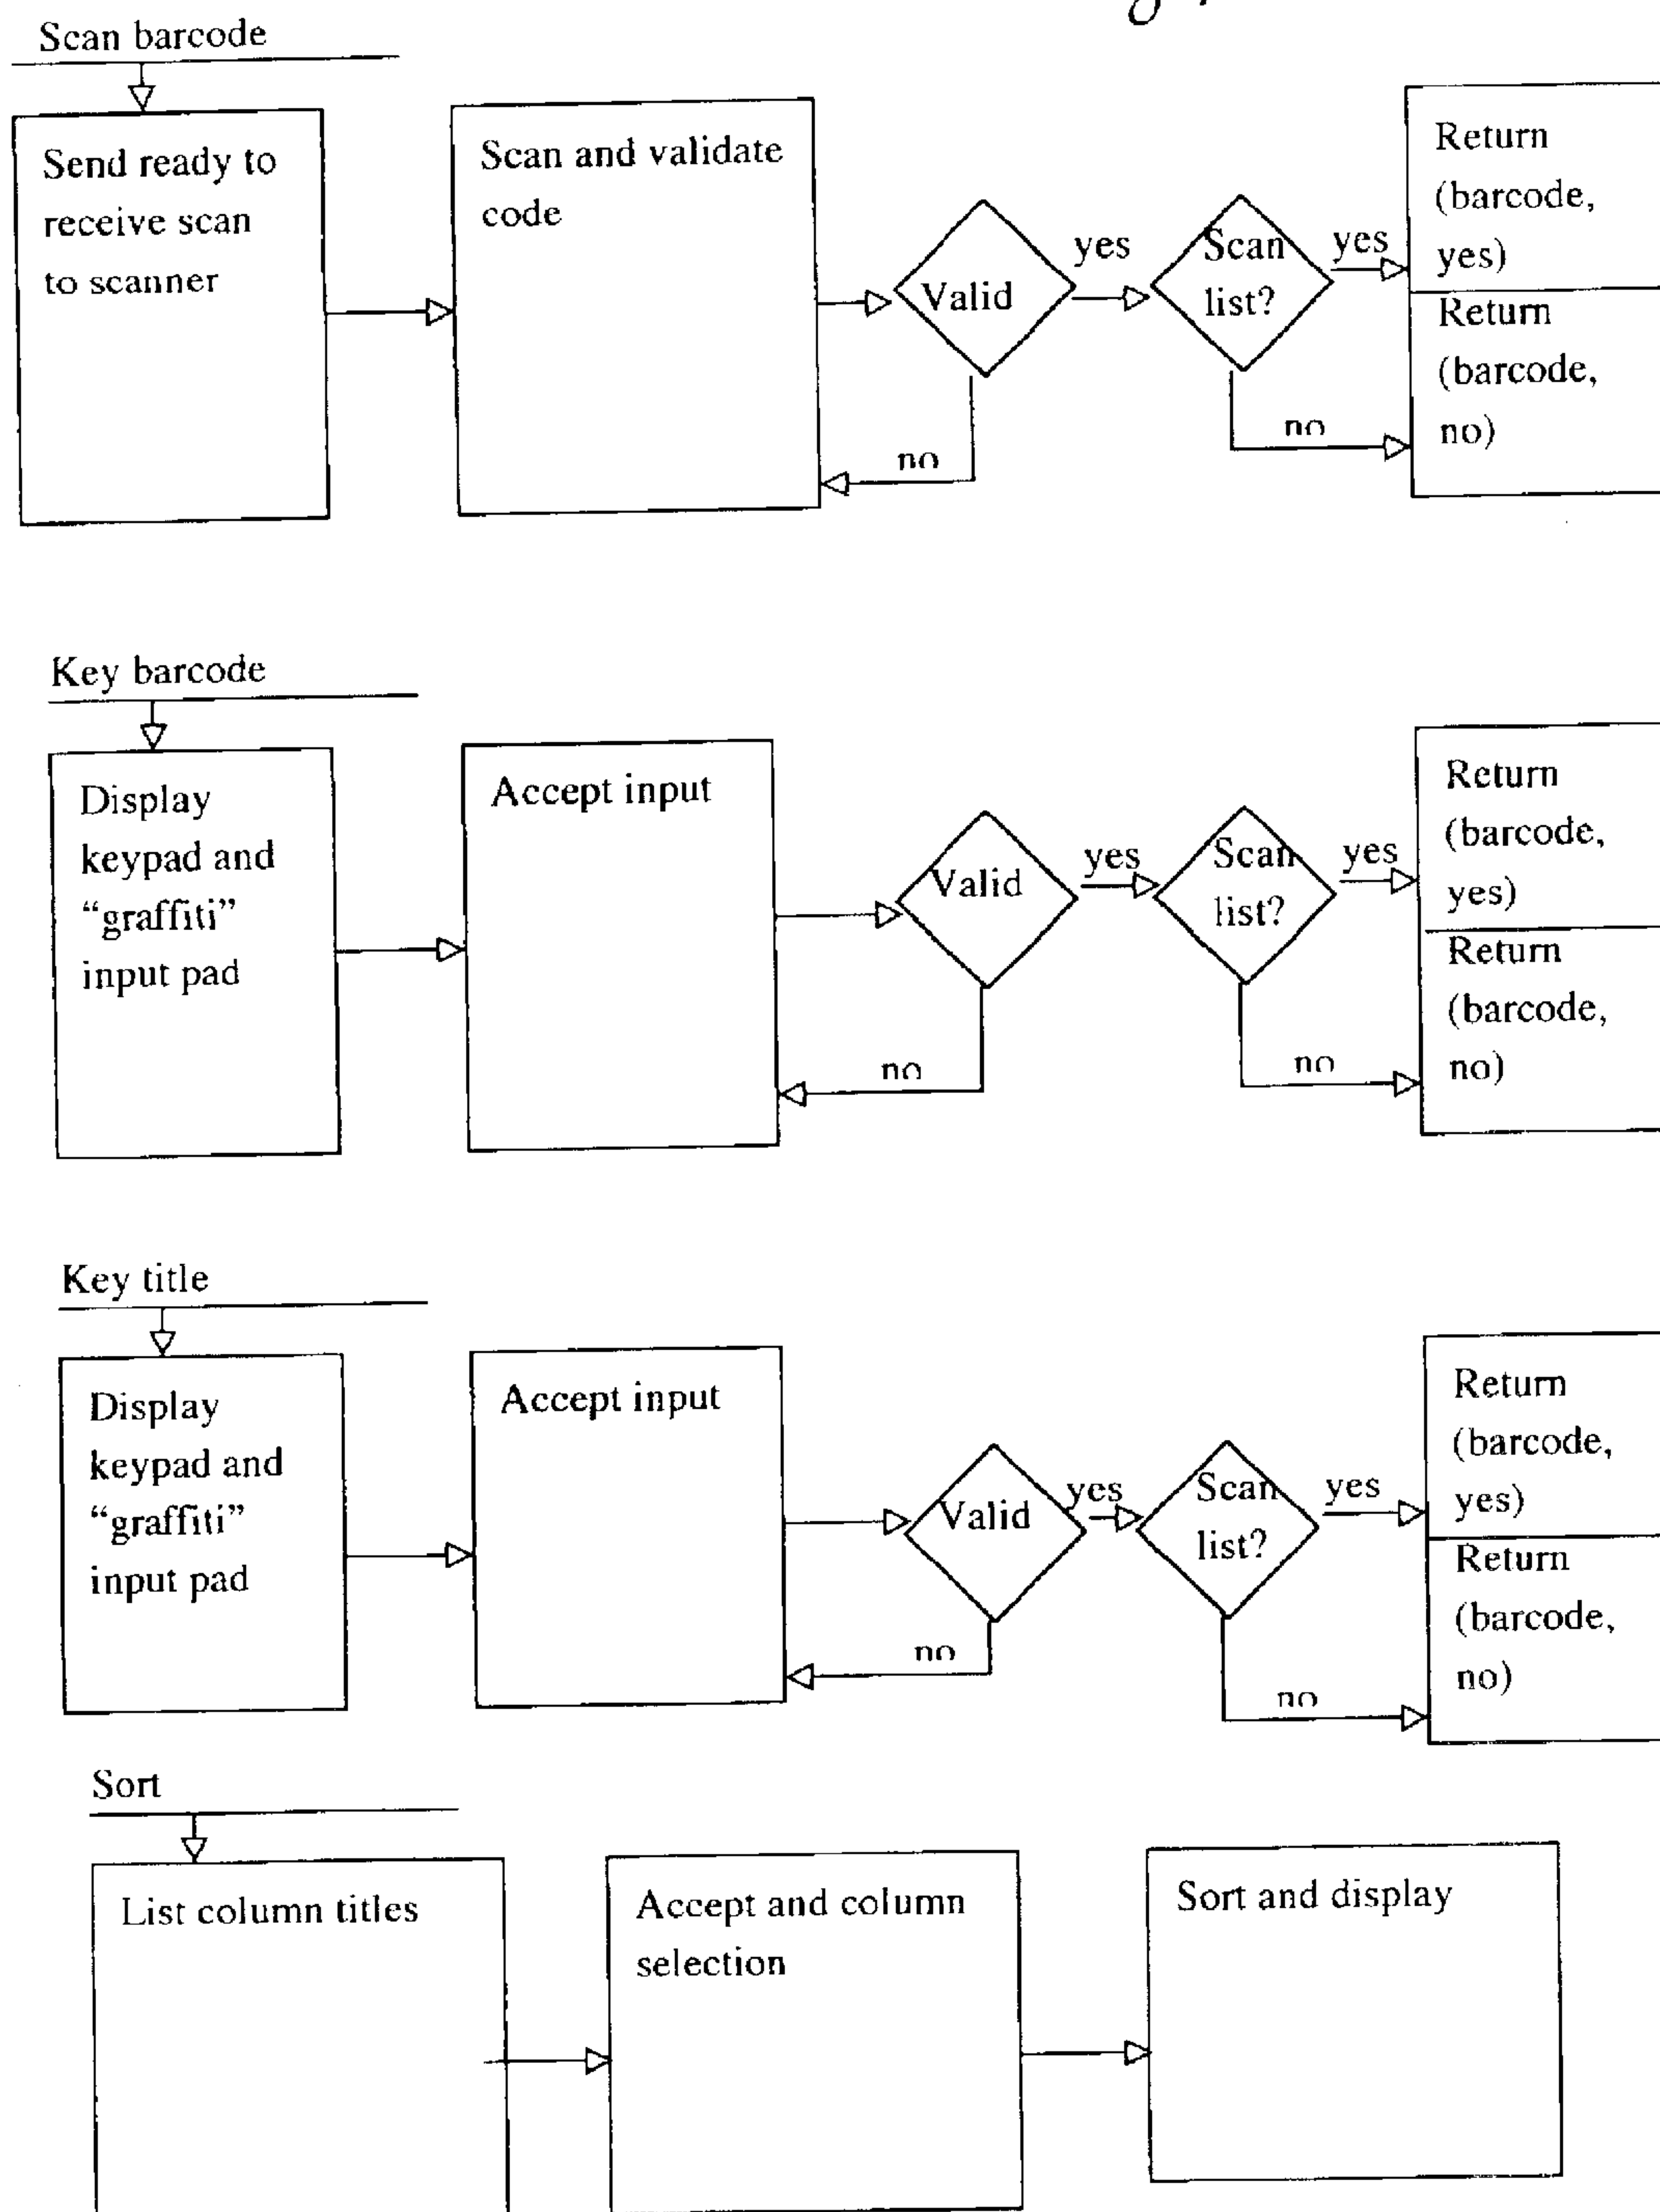 Scan barcode
Send ready to
receive scan
to scanner
Scan and validate
code
Valid
yes
no
Scan
list?
yes
no
Return
(barcode,
yes)
Return
(barcode,
no)
Key barcode
Display
keypad and
“graffiti”
input pad
Accept input
Valid
yes
no
Scan
list?
yes
no
Return
(barcode,
yes)
Return
(barcode,
no)
Key title
Display
keypad and
“graffiti”
input pad
Accept input
Valid
yes
no
Scan
list?
yes
no
Return
(barcode,
yes)
Return
(barcode,
no)
Sort
List column titles
Accept and column
selection
Sort and display